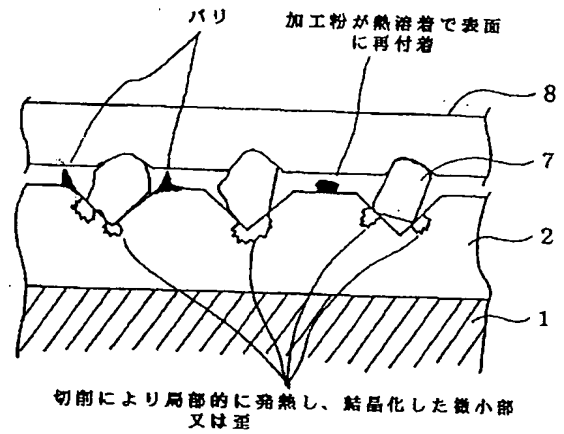 バリ
加工粉が熱溶着で表面
に再付着
8
7
2
1
切削により局部的に発熱し、結晶化した微小部
又は歪